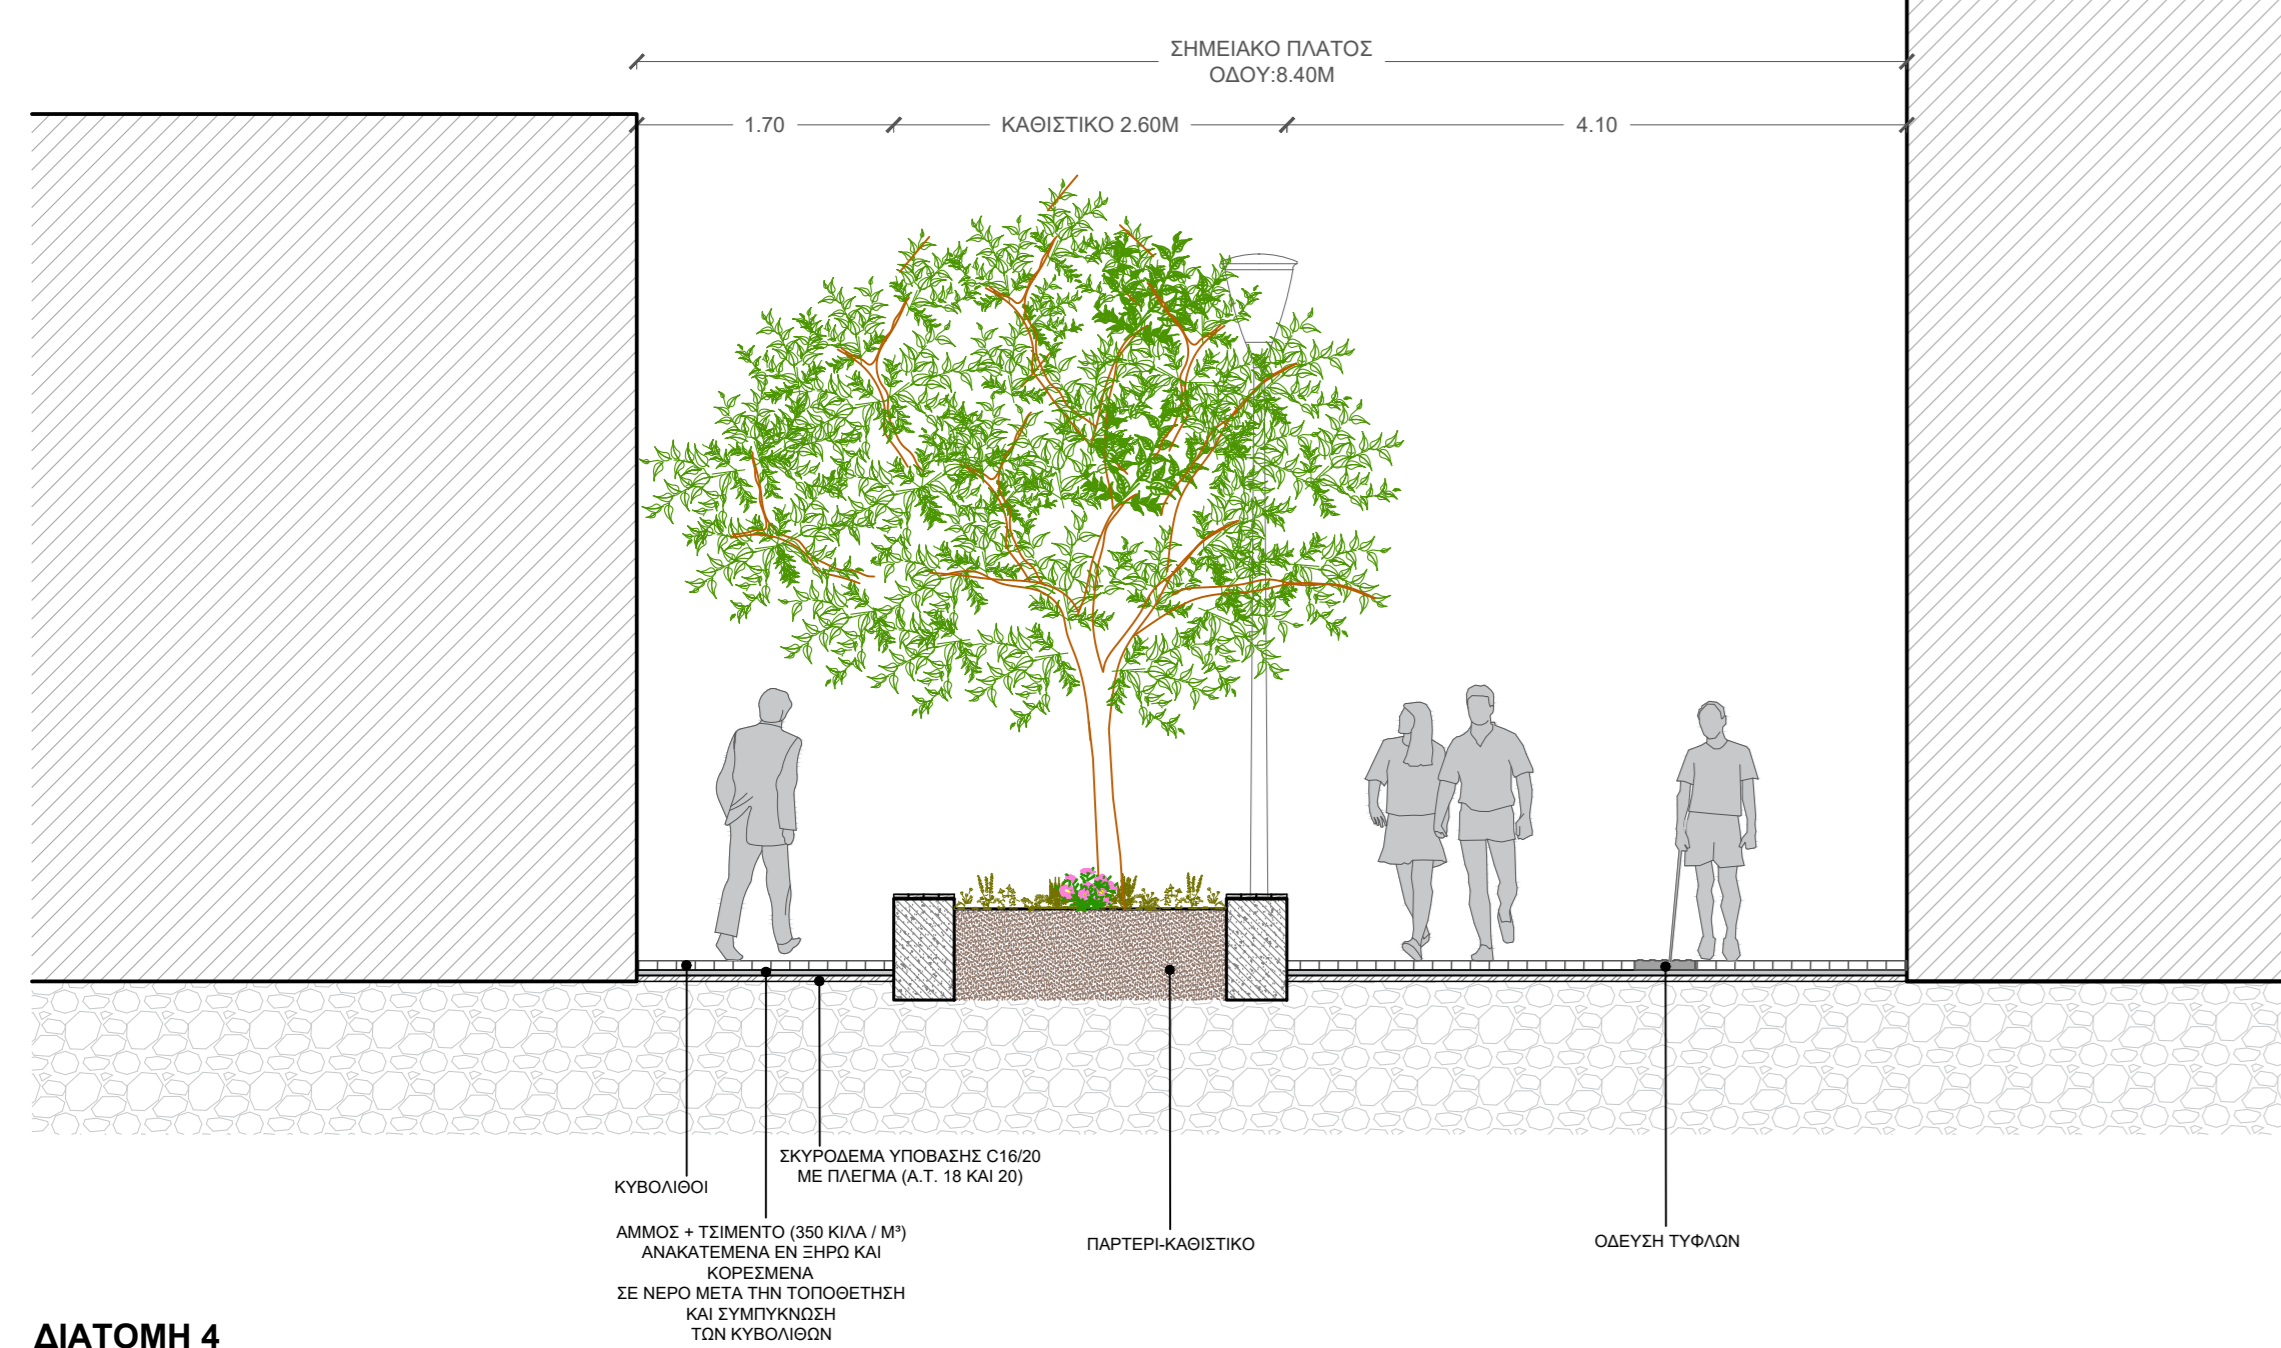 ΣΗΜΕΙΑΚΟ ΠΛΑΤΟΣ
ΟΔΟΥ:8.40Μ
1.70
ΚΑΘΙΣΤΙΚΟ 2.60Μ
4.10
ΣΚΥΡΟΔΕΜΑ ΥΠΟΒΑΣΗΣ C16/20
ΜΕ ΠΛΕΓΜΑ (Α.Τ. 18 ΚΑΙ 20)
ΚΥΒΟΛΙΘΟΙ
ΑΜΜΟΣ + ΤΣΙΜΕΝΤΟ (350 ΚΙΛΑ / Μ³)
ΑΝΑΚΑΤΕΜΕΝΑ ΕΝ ΞΗΡΩ ΚΑΙ
ΚΟΡΕΣΜΕΝΑ
ΣΕ ΝΕΡΟ ΜΕΤΑ ΤΗΝ ΤΟΠΟΘΕΤΗΣΗ
ΚΑΙ ΣΥΜΠΥΚΝΩΣΗ
ΤΩΝ ΚΥΒΟΛΙΘΩΝ
ΠΑΡΤΕΡΙ-ΚΑΘΙΣΤΙΚΟ
ΟΔΕΥΣΗ ΤΥΦΛΩΝ
ΔΙΑΤΟΜΗ 4